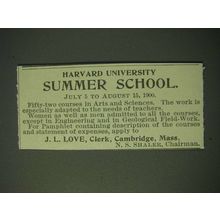 HARVARD UNIVERSITY
SUMMER SCHOOL.
JULY 5 TO AUGUST 15, 1900.
Fifty-two courses in Arts and Sciences. The work is
especially adapted to the needs of teachers.
Women as well as men admitted to all the courses,
except in Engineering and in Geological Field-Work.
For Pamphlet containing description of the courses
and statement of expenses, apply to
J. L. LOVE, Clerk, Cambridge, Mass.
N. S. SHALER, Chairman.